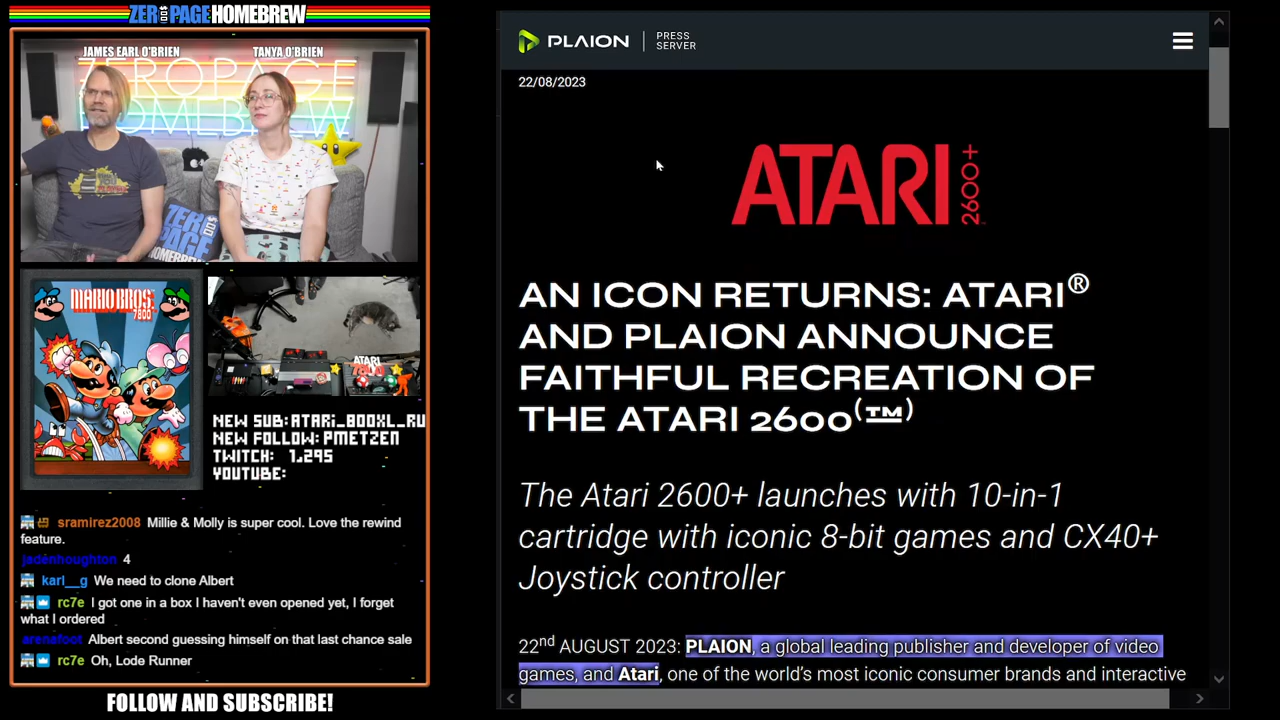 ZEROPAGE HOMEBREW
JAMES EARL O'BRIEN
TANYA O'BRIEN
ZEROPAGE
HOMEBREW
ZERO
PAGE
HOMEBREW
MARIO BROS.
7800
ATARI
NEW SUB:ATARI_800XL_RU
NEW FOLLOW:PMETZEN
TWITCH: 1,295
YOUTUBE:
sramirez2008 Millie & Molly is super cool. Love the rewind
feature.
jadenhoughton 4
karl__g We need to clone Albert
rc7e I got one in a box I haven't even opened yet, I forget
what I ordered
arenafoot Albert second guessing himself on that last chance sale
rc7e Oh, Lode Runner
FOLLOW AND SUBSCRIBE!
PLAION | PRESS
SERVER
22/08/2023
ATARI 2600+
AN ICON RETURNS: ATARI®
AND PLAION ANNOUNCE
FAITHFUL RECREATION OF
THE ATARI 2600(™)
The Atari 2600+ launches with 10-in-1
cartridge with iconic 8-bit games and CX40+
Joystick controller
22nd AUGUST 2023: PLAION, a global leading publisher and developer of video
games, and Atari, one of the world's most iconic consumer brands and interactive